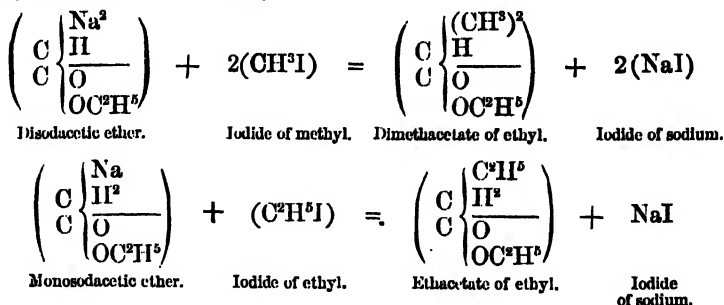 ( C C { Na² H O OC²H⁵ ) + 2(CH³I) = ( C C { (CH³)² H O OC²H⁵ ) + 2(NaI)
Disodacetic ether. Iodide of methyl. Dimethacetate of ethyl. Iodide of sodium.
( C C { Na H² O OC²H⁵ ) + (C²H⁵I) = ( C C { C²H⁵ H² O OC²H⁵ ) + NaI
Monosodacetic ether. Iodide of ethyl. Ethacetate of ethyl. Iodide of sodium.